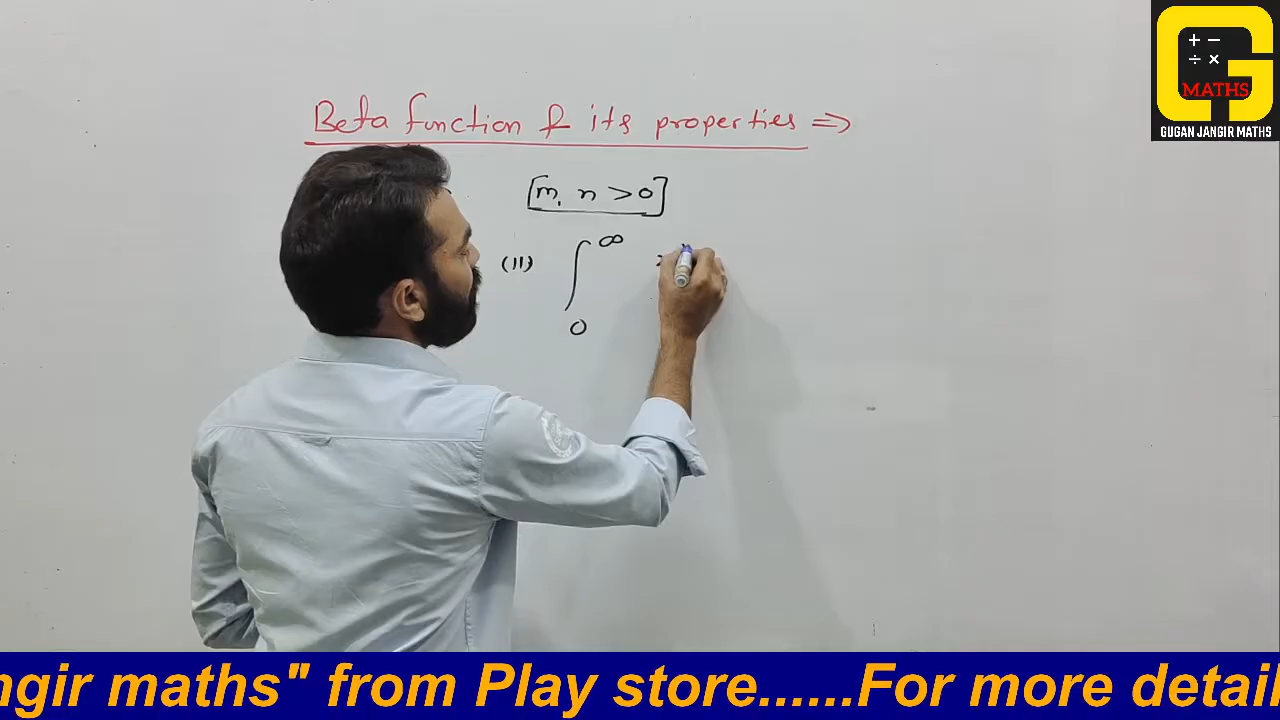 + −
÷ ×
MATHS
GUGAN JANGIR MATHS
Beta function & its properties ⇒
[m, n > 0]
(II) ∫ ∞
0
ngir maths" from Play store......For more detail